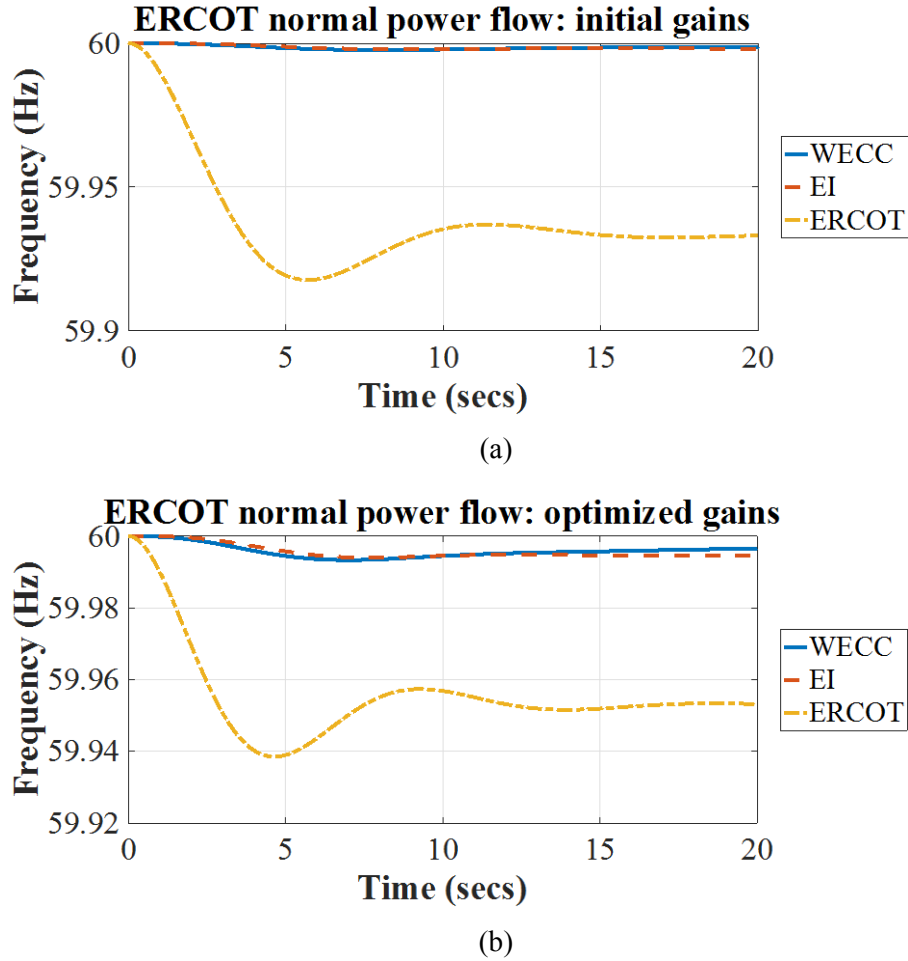 ERCOT normal power flow: initial gains
60
59.95
59.9
Frequency (Hz)
0 5 10 15 20
Time (secs)
WECC
EI
ERCOT
(a)
ERCOT normal power flow: optimized gains
60
59.98
59.96
59.94
59.92
Frequency (Hz)
0 5 10 15 20
Time (secs)
WECC
EI
ERCOT
(b)